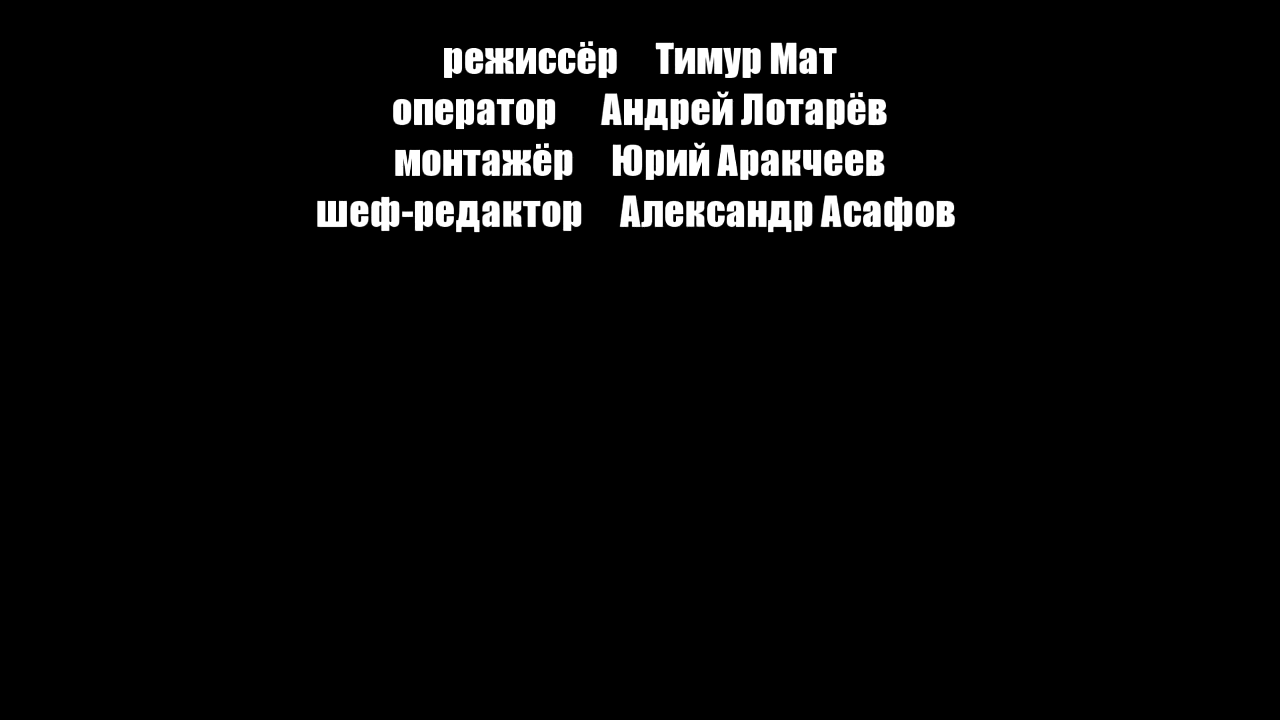 режиссёр Тимур Мат
оператор Андрей Лотарёв
монтажёр Юрий Аракчеев
шеф-редактор Александр Асафов